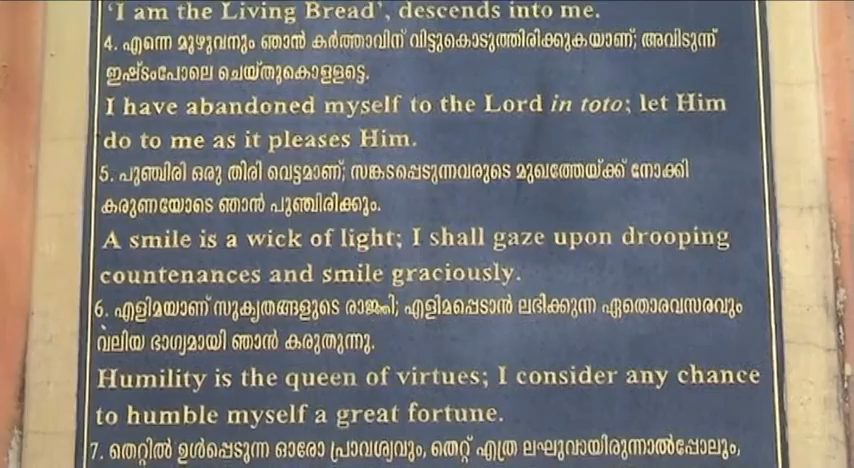 'I am the Living Bread', descends into me.
4. എന്നെ മുഴുവനും ഞാൻ കർത്താവിന് വിട്ടുകൊടുത്തിരിക്കുകയാണ്; അവിടുന്ന്
ഇഷ്ടംപോലെ ചെയ്തുകൊള്ളട്ടെ.
I have abandoned myself to the Lord in toto; let Him
do to me as it pleases Him.
5. പുഞ്ചിരി ഒരു തിരി വെട്ടമാണ്; സങ്കടപ്പെടുന്നവരുടെ മുഖത്തേയ്ക്ക് നോക്കി
കരുണയോടെ ഞാൻ പുഞ്ചിരിക്കും.
A smile is a wick of light; I shall gaze upon drooping
countenances and smile graciously.
6. എളിമയാണ് സുകൃതങ്ങളുടെ രാജ്ഞി; എളിമപ്പെടാൻ ലഭിക്കുന്ന ഏതൊരവസരവും
വലിയ ഭാഗ്യമായി ഞാൻ കരുതുന്നു.
Humility is the queen of virtues; I consider any chance
to humble myself a great fortune.
7. തെറ്റിൽ ഉൾപ്പെടുന്ന ഓരോ പ്രാവശ്യവും, തെറ്റ് എത്ര ലഘുവായിരുന്നാൽപ്പോലും,